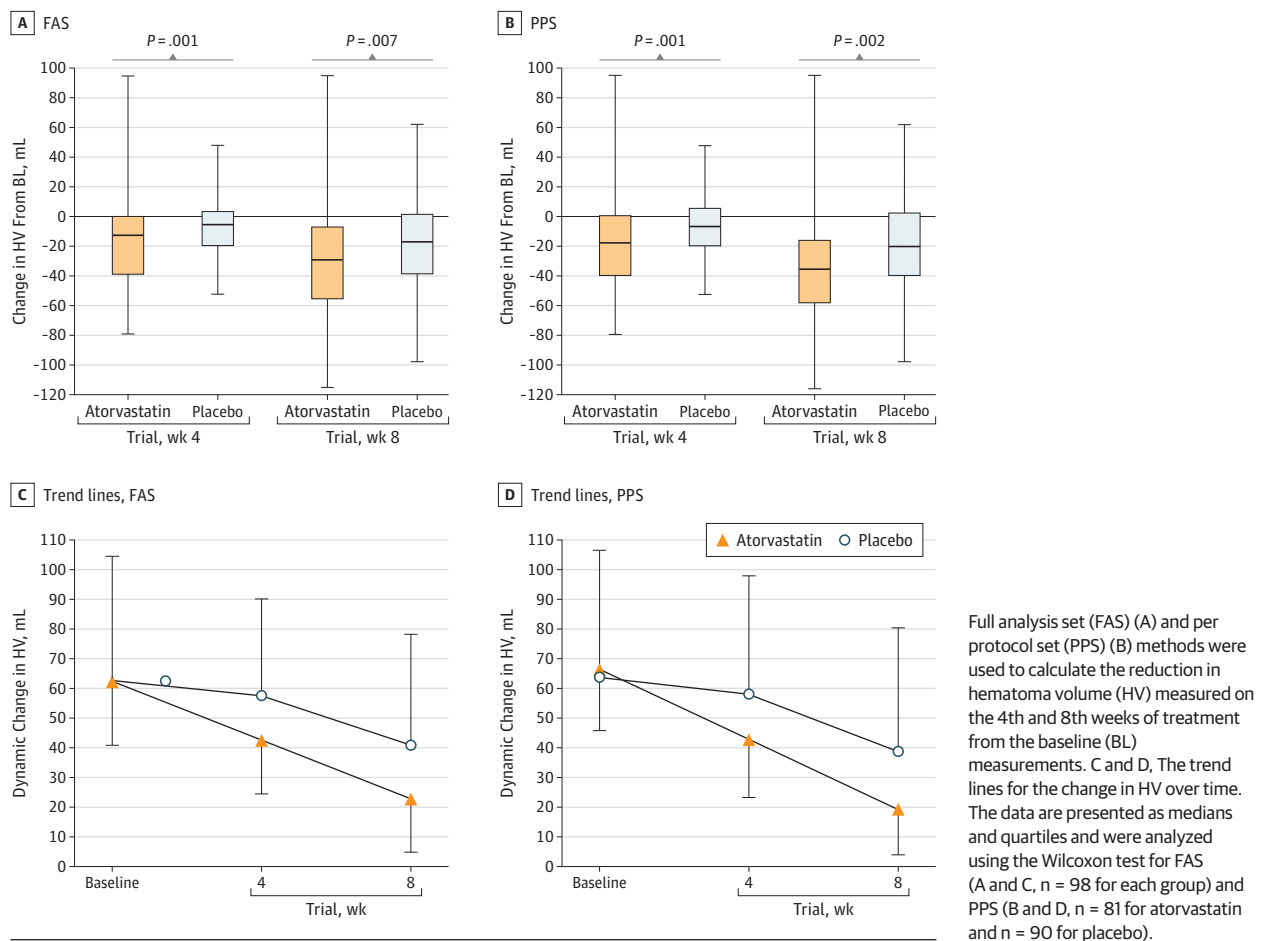 A FAS
P = .001
P = .007
100
80
60
40
20
0
-20
-40
-60
-80
-100
-120
Change in HV From BL, mL
Atorvastatin
Placebo
Atorvastatin
Placebo
Trial, wk 4
Trial, wk 8
B PPS
P = .001
P = .002
100
80
60
40
20
0
-20
-40
-60
-80
-100
-120
Change in HV From BL, mL
Atorvastatin
Placebo
Atorvastatin
Placebo
Trial, wk 4
Trial, wk 8
C Trend lines, FAS
110
100
90
80
70
60
50
40
30
20
10
0
Dynamic Change in HV, mL
Baseline
4
8
Trial, wk
D Trend lines, PPS
Atorvastatin
Placebo
110
100
90
80
70
60
50
40
30
20
10
0
Dynamic Change in HV, mL
Baseline
4
8
Trial, wk
Full analysis set (FAS) (A) and per
protocol set (PPS) (B) methods were
used to calculate the reduction in
hematoma volume (HV) measured on
the 4th and 8th weeks of treatment
from the baseline (BL)
measurements. C and D, The trend
lines for the change in HV over time.
The data are presented as medians
and quartiles and were analyzed
using the Wilcoxon test for FAS
(A and C, n = 98 for each group) and
PPS (B and D, n = 81 for atorvastatin
and n = 90 for placebo).